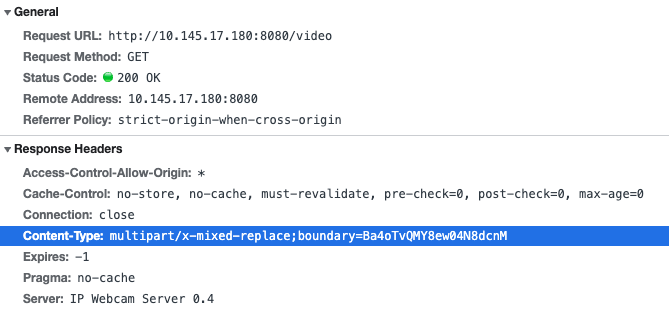 General
Request URL: http://10.145.17.180:8080/video
Request Method: GET
Status Code: 200 OK
Remote Address: 10.145.17.180:8080
Referrer Policy: strict-origin-when-cross-origin
Response Headers
Access-Control-Allow-Origin: *
Cache-Control: no-store, no-cache, must-revalidate, pre-check=0, post-check=0, max-age=0
Connection: close
Content-Type: multipart/x-mixed-replace;boundary=Ba4oTvQMY8ew04N8dcnM
Expires: -1
Pragma: no-cache
Server: IP Webcam Server 0.4